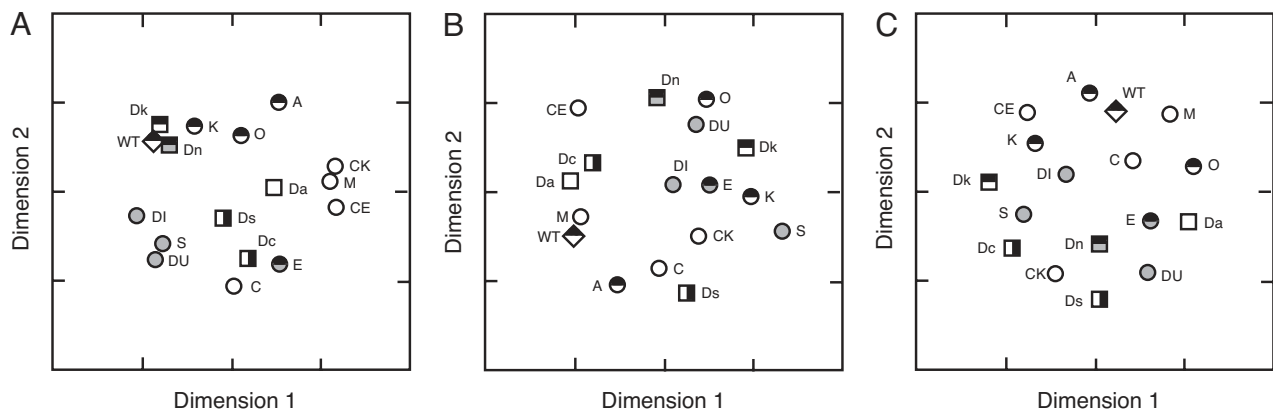 A
B
C
Dimension 2
Dk
K
A
O
WT
Dn
CK
M
Da
CE
DI
Ds
S
DU
Dc
E
C
Dimension 1
Dimension 2
Dn
O
CE
DU
Dk
Dc
DI
E
Da
K
M
WT
CK
S
C
A
Ds
Dimension 1
Dimension 2
A
WT
CE
M
K
C
O
DI
Dk
S
E
Da
Dc
Dn
CK
DU
Ds
Dimension 1